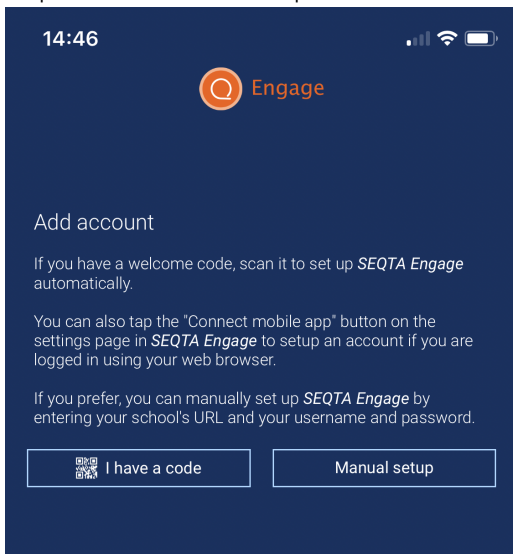 14:46
Engage
Add account
If you have a welcome code, scan it to set up SEQTA Engage
automatically.
You can also tap the "Connect mobile app" button on the
settings page in SEQTA Engage to setup an account if you are
logged in using your web browser.
If you prefer, you can manually set up SEQTA Engage by
entering your school's URL and your username and password.
I have a code
Manual setup